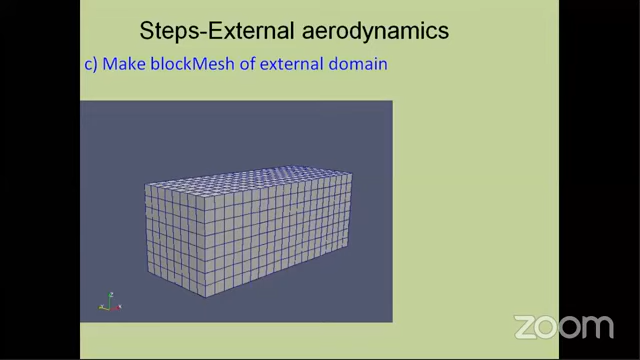 Steps-External aerodynamics
c) Make blockMesh of external domain
zoom